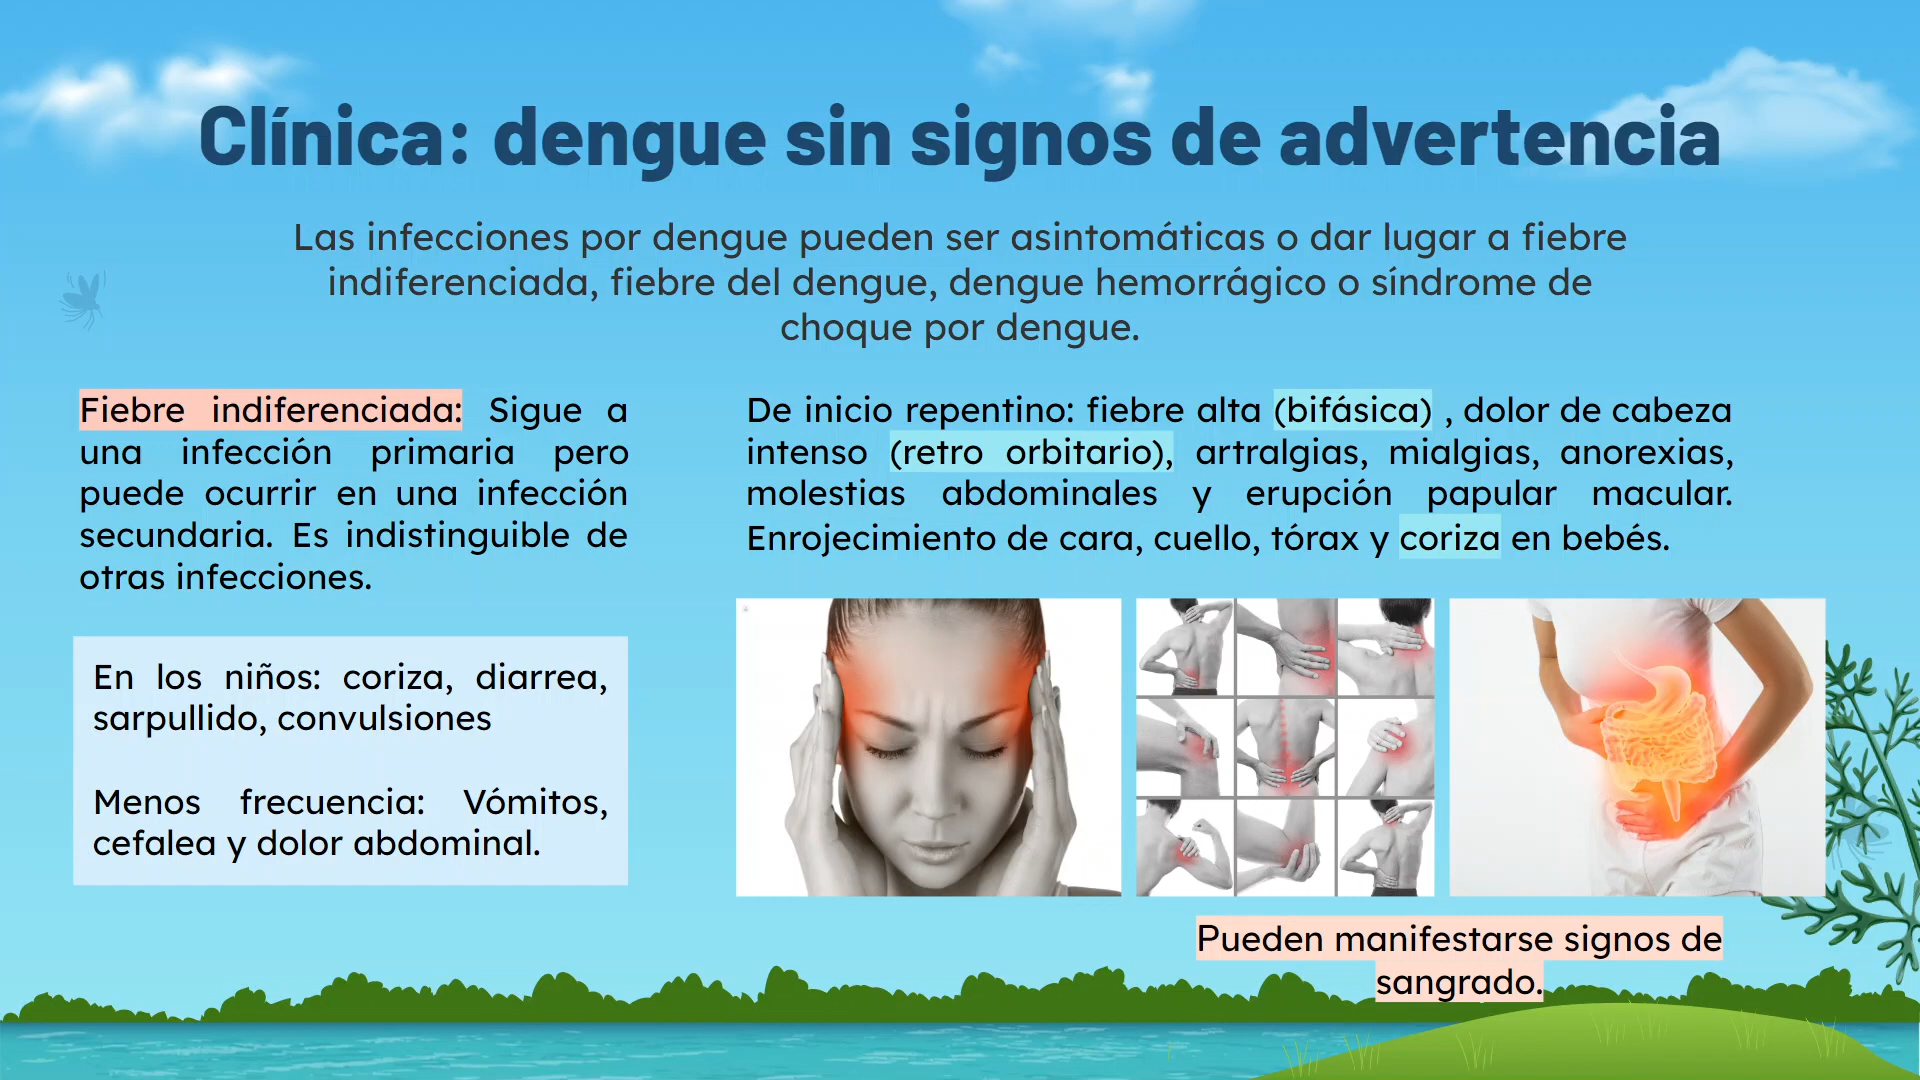 Clínica: dengue sin signos de advertencia
Las infecciones por dengue pueden ser asintomáticas o dar lugar a fiebre
indiferenciada, fiebre del dengue, dengue hemorrágico o síndrome de
choque por dengue.
Fiebre indiferenciada: Sigue a
una infección primaria pero
puede ocurrir en una infección
secundaria. Es indistinguible de
otras infecciones.
En los niños: coriza, diarrea,
sarpullido, convulsiones
Menos frecuencia: Vómitos,
cefalea y dolor abdominal.
De inicio repentino: fiebre alta (bifásica) , dolor de cabeza
intenso (retro orbitario), artralgias, mialgias, anorexias,
molestias abdominales y erupción papular macular.
Enrojecimiento de cara, cuello, tórax y coriza en bebés.
Pueden manifestarse signos de
sangrado.